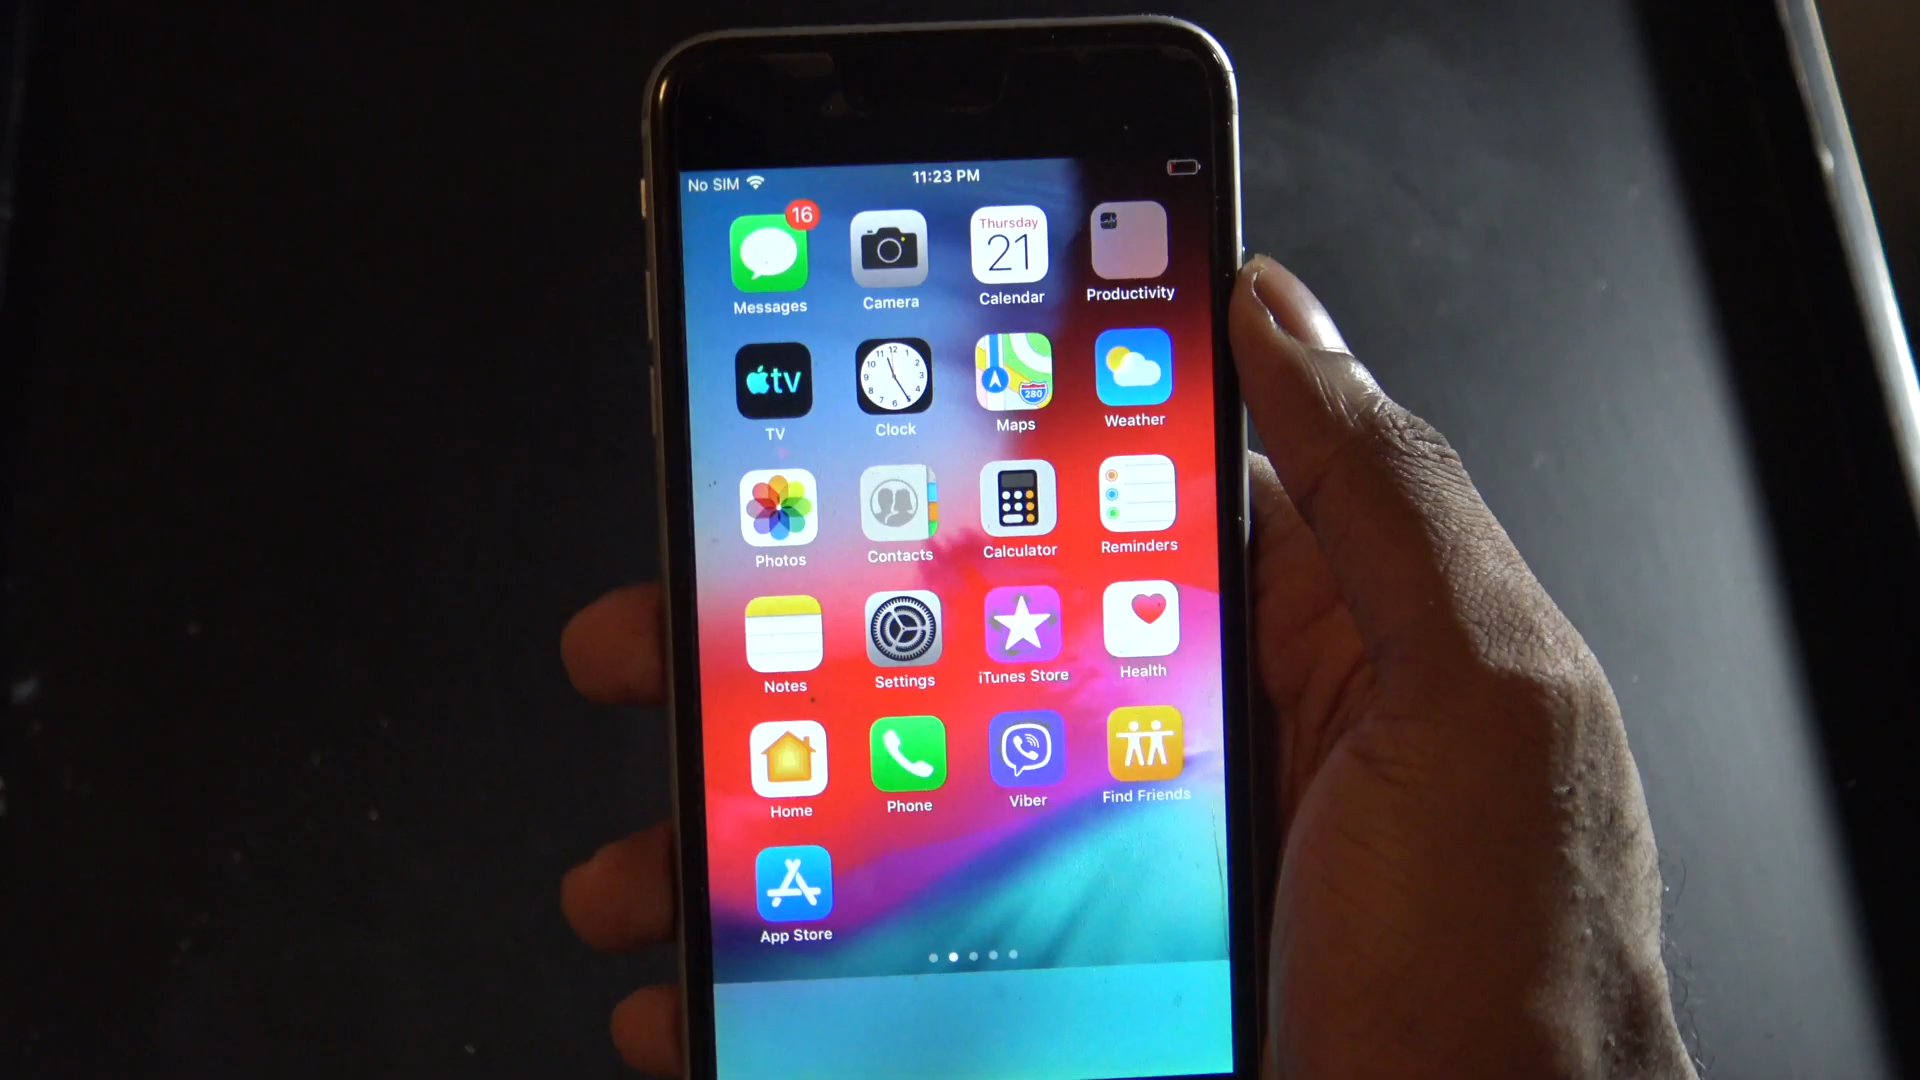 No SIM 11:23 PM
16
Thursday
21
Messages Camera Calendar Productivity
tv
280
TV Clock Maps Weather
Photos Contacts Calculator Reminders
Notes Settings iTunes Store Health
Home Phone Viber Find Friends
App Store